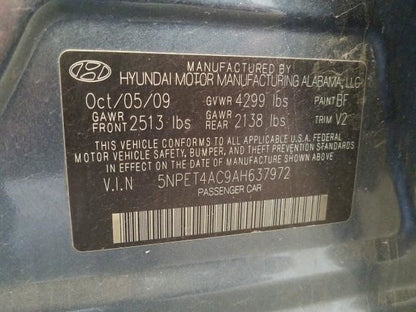 MANUFACTURED BY
HYUNDAI MOTOR MANUFACTURING ALABAMA, LLC
Oct/05/09 GVWR 4299 lbs PAINT BF
GAWR FRONT 2513 lbs GAWR REAR 2138 lbs TRIM V2
THIS VEHICLE CONFORMS TO ALL APPLICABLE U.S.A. FEDERAL
MOTOR VEHICLE SAFETY, BUMPER, AND THEFT PREVENTION
STANDARDS IN EFFECT ON THE DATE OF MANUFACTURE
SHOWN ABOVE.
V.I.N 5NPET4AC9AH637972
PASSENGER CAR